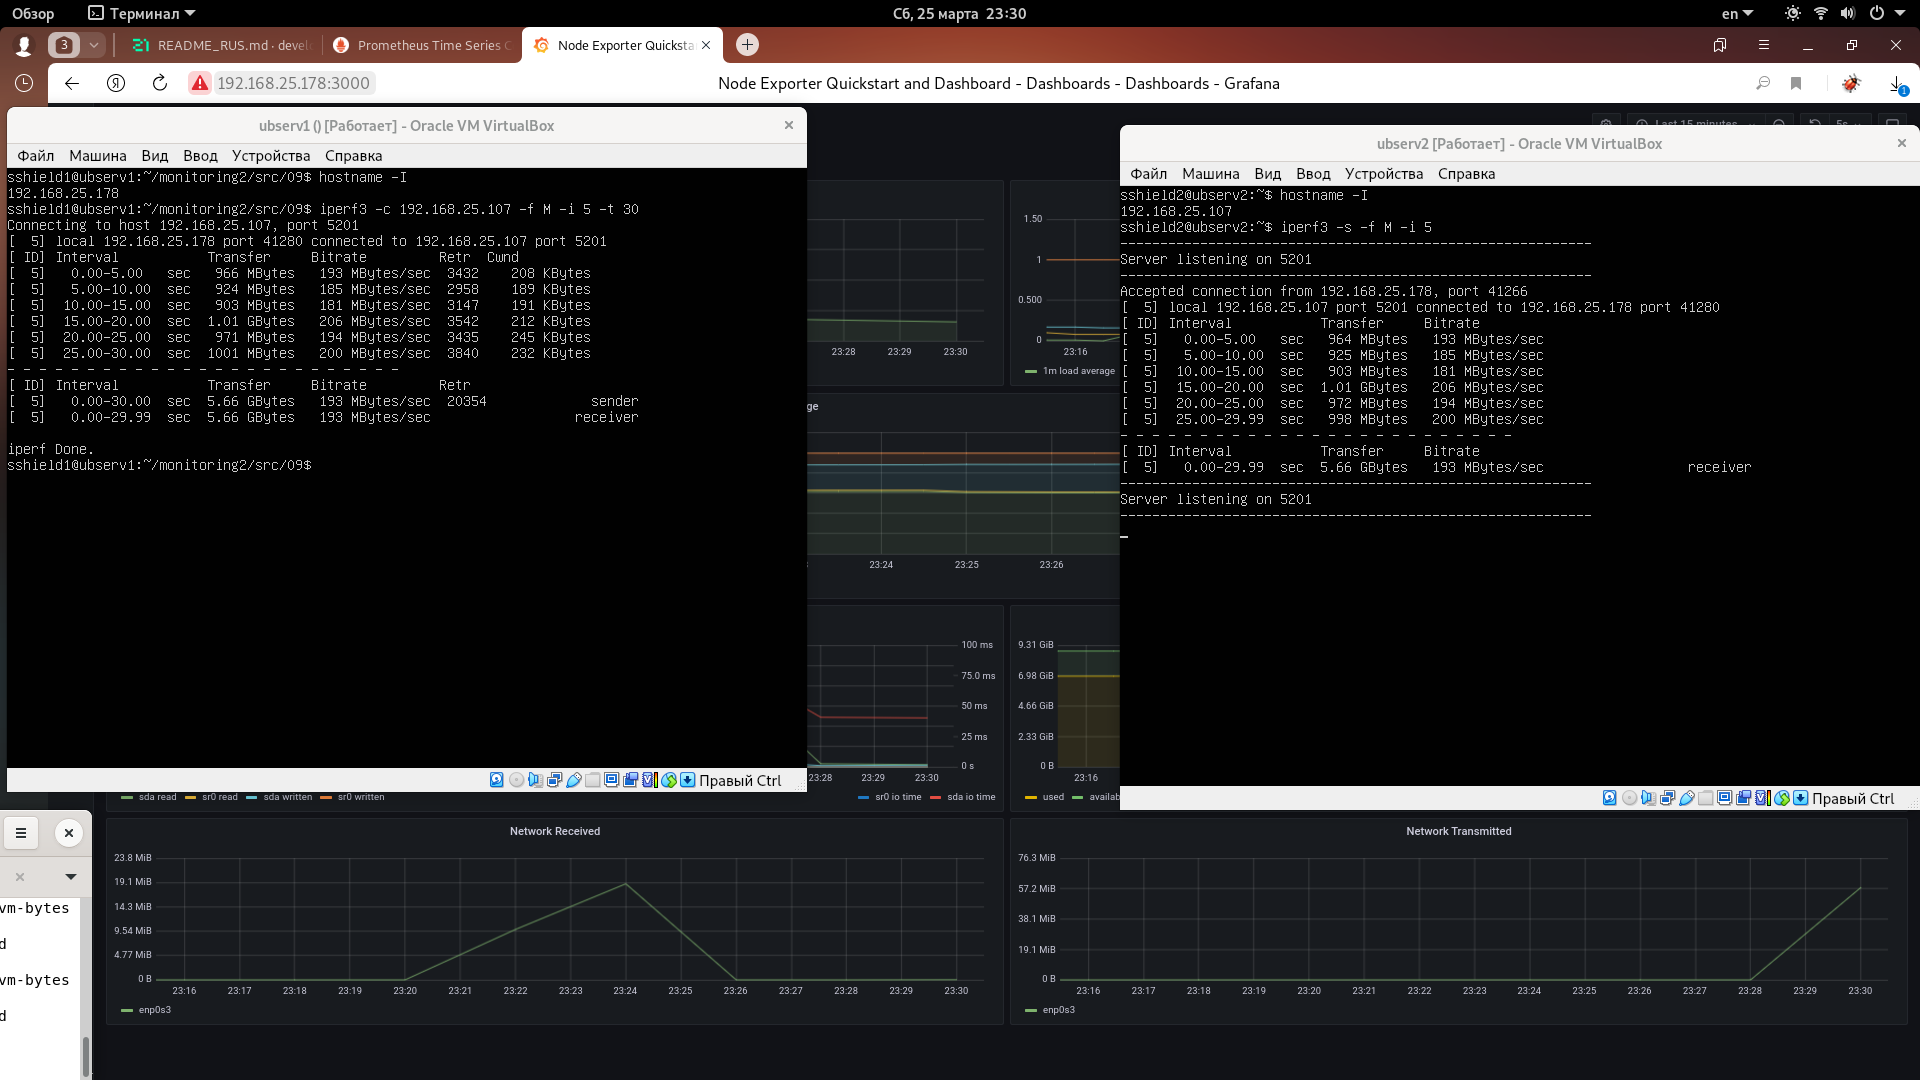 Обзор
Терминал
Сб, 25 марта 23:30
en
3
README_RUS.md · develo
Prometheus Time Series C
Node Exporter Quickstar
192.168.25.178:3000
Node Exporter Quickstart and Dashboard - Dashboards - Dashboards - Grafana
1
ubserv1 () [Работает] - Oracle VM VirtualBox
Файл Машина Вид Ввод Устройства Справка
sshield1@ubserv1:~/monitoring2/src/09$ hostname -I
192.168.25.178
sshield1@ubserv1:~/monitoring2/src/09$ iperf3 -c 192.168.25.107 -f M -i 5 -t 30
Connecting to host 192.168.25.107, port 5201
[  5] local 192.168.25.178 port 41280 connected to 192.168.25.107 port 5201
[ ID] Interval           Transfer     Bitrate         Retr  Cwnd
[  5]   0.00-5.00   sec   966 MBytes   193 MBytes/sec  3432    208 KBytes
[  5]   5.00-10.00  sec   924 MBytes   185 MBytes/sec  2958    189 KBytes
[  5]  10.00-15.00  sec   903 MBytes   181 MBytes/sec  3147    191 KBytes
[  5]  15.00-20.00  sec  1.01 GBytes   206 MBytes/sec  3542    212 KBytes
[  5]  20.00-25.00  sec   971 MBytes   194 MBytes/sec  3435    245 KBytes
[  5]  25.00-30.00  sec  1001 MBytes   200 MBytes/sec  3840    232 KBytes
- - - - - - - - - - - - - - - - - - - - - - - - -
[ ID] Interval           Transfer     Bitrate         Retr
[  5]   0.00-30.00  sec  5.66 GBytes   193 MBytes/sec  20354             sender
[  5]   0.00-29.99  sec  5.66 GBytes   193 MBytes/sec                  receiver
iperf Done.
sshield1@ubserv1:~/monitoring2/src/09$
Правый Ctrl
Last 15 minutes
5s
ubserv2 [Работает] - Oracle VM VirtualBox
Файл Машина Вид Ввод Устройства Справка
sshield2@ubserv2:~$ hostname -I
192.168.25.107
sshield2@ubserv2:~$ iperf3 -s -f M -i 5
-----------------------------------------------------------
Server listening on 5201
-----------------------------------------------------------
Accepted connection from 192.168.25.178, port 41266
[  5] local 192.168.25.107 port 5201 connected to 192.168.25.178 port 41280
[ ID] Interval           Transfer     Bitrate
[  5]   0.00-5.00   sec   964 MBytes   193 MBytes/sec
[  5]   5.00-10.00  sec   925 MBytes   185 MBytes/sec
[  5]  10.00-15.00  sec   903 MBytes   181 MBytes/sec
[  5]  15.00-20.00  sec  1.01 GBytes   206 MBytes/sec
[  5]  20.00-25.00  sec   972 MBytes   194 MBytes/sec
[  5]  25.00-29.99  sec   998 MBytes   200 MBytes/sec
- - - - - - - - - - - - - - - - - - - - - - - - -
[ ID] Interval           Transfer     Bitrate
[  5]   0.00-29.99  sec  5.66 GBytes   193 MBytes/sec                  receiver
-----------------------------------------------------------
Server listening on 5201
-----------------------------------------------------------
Правый Ctrl
23:28 23:29 23:30
1.50
1
0.500
0
23:16
1m load average
ge
23:24 23:25 23:26
100 ms
75.0 ms
50 ms
25 ms
0 s
23:28 23:29 23:30
9.31 GiB
6.98 GiB
4.66 GiB
2.33 GiB
0 B
23:16
sda read sr0 read sda written sr0 written
sr0 io time sda io time
used availab
Network Received
23.8 MiB
19.1 MiB
14.3 MiB
9.54 MiB
4.77 MiB
0 B
23:16 23:17 23:18 23:19 23:20 23:21 23:22 23:23 23:24 23:25 23:26 23:27 23:28 23:29 23:30
enp0s3
Network Transmitted
76.3 MiB
57.2 MiB
38.1 MiB
19.1 MiB
0 B
23:16 23:17 23:18 23:19 23:20 23:21 23:22 23:23 23:24 23:25 23:26 23:27 23:28 23:29 23:30
enp0s3
vm-bytes
d
vm-bytes
d